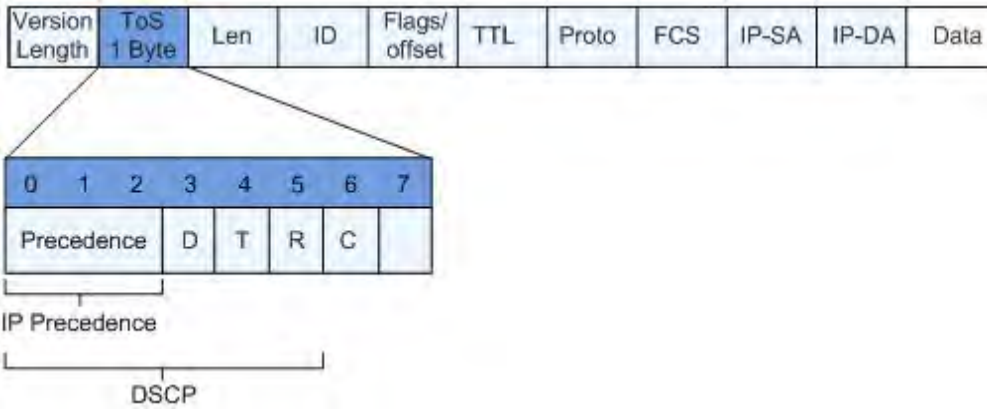 Version Length
ToS 1 Byte
Len
ID
Flags/ offset
TTL
Proto
FCS
IP-SA
IP-DA
Data
0 1 2 3 4 5 6 7
Precedence D T R C
IP Precedence
DSCP